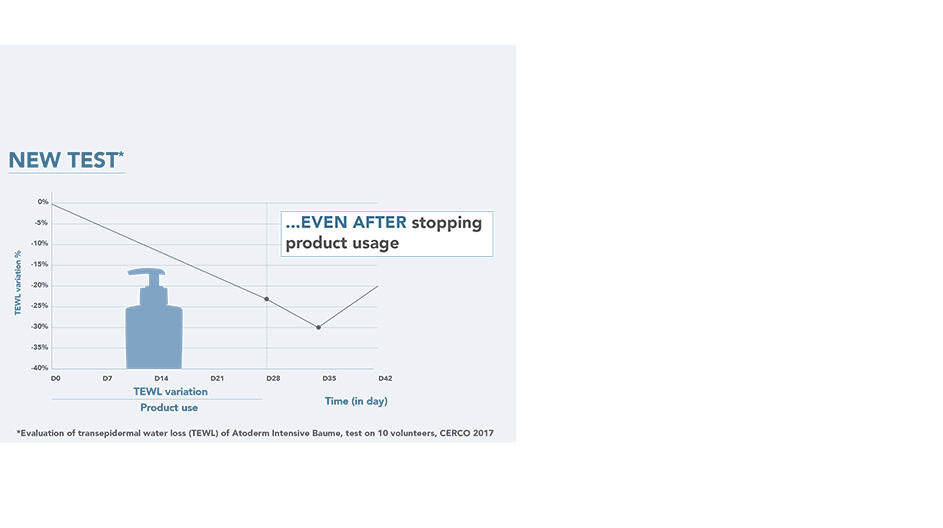 NEW TEST*
...EVEN AFTER stopping
product usage
TEWL variation %
0%
-5%
-10%
-15%
-20%
-25%
-30%
-35%
-40%
D0 D7 D14 D21 D28 D35 D42
TEWL variation
Product use
Time (in day)
*Evaluation of transepidermal water loss (TEWL) of Atoderm Intensive Baume, test on 10 volunteers, CERCO 2017